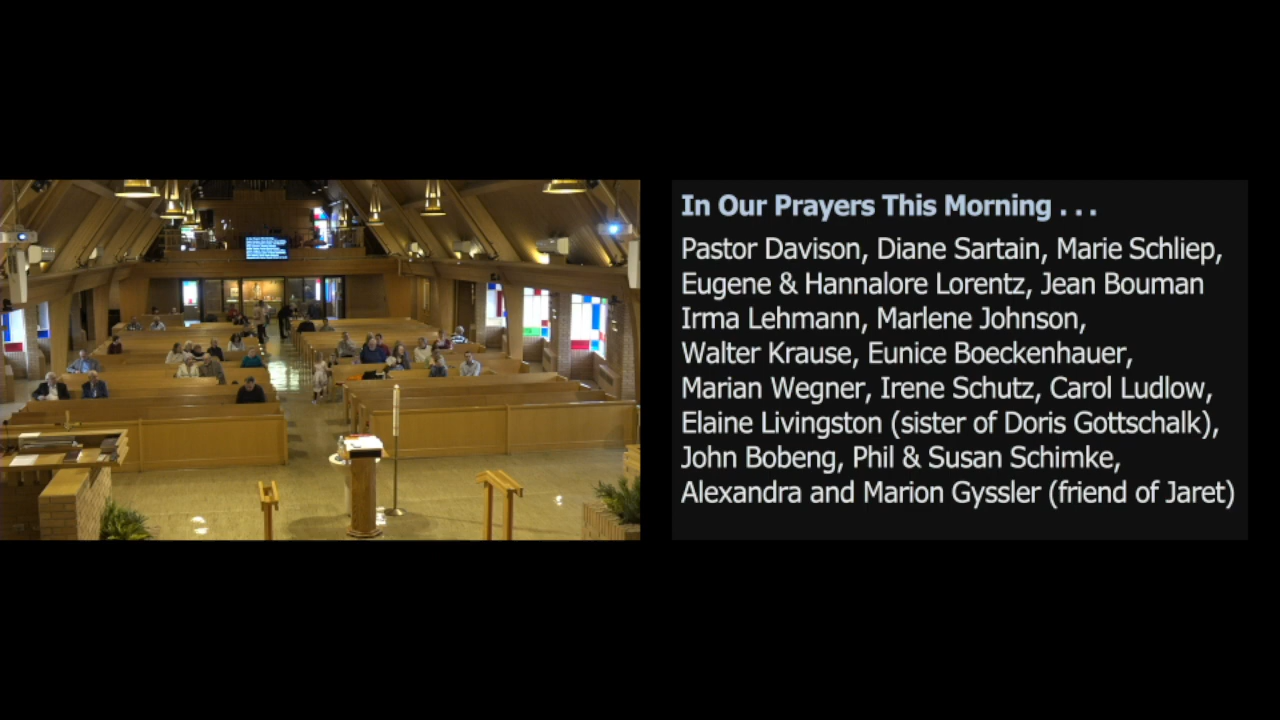 In Our Prayers This Morning . . .
Pastor Davison, Diane Sartain, Marie Schliep,
Eugene & Hannalore Lorentz, Jean Bouman
Irma Lehmann, Marlene Johnson,
Walter Krause, Eunice Boeckenhauer,
Marian Wegner, Irene Schutz, Carol Ludlow,
Elaine Livingston (sister of Doris Gottschalk),
John Bobeng, Phil & Susan Schimke,
Alexandra and Marion Gyssler (friend of Jaret)